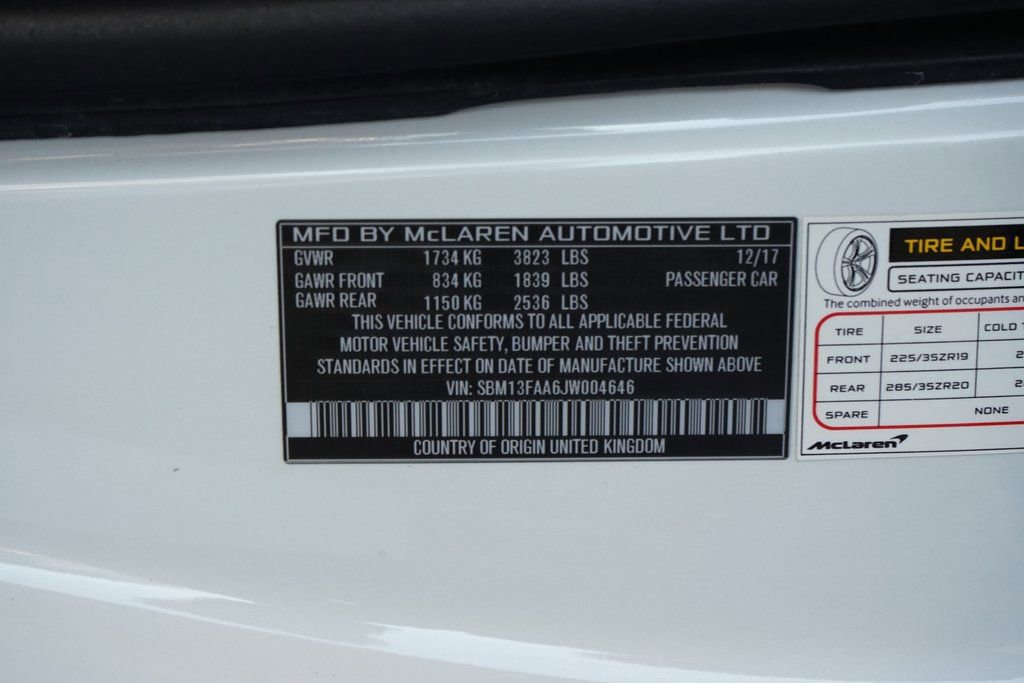 MFD BY McLAREN AUTOMOTIVE LTD
GVWR 1734 KG 3823 LBS 12/17
GAWR FRONT 834 KG 1839 LBS PASSENGER CAR
GAWR REAR 1150 KG 2536 LBS
THIS VEHICLE CONFORMS TO ALL APPLICABLE FEDERAL
MOTOR VEHICLE SAFETY, BUMPER AND THEFT PREVENTION
STANDARDS IN EFFECT ON DATE OF MANUFACTURE SHOWN ABOVE
VIN: SBM13FAA6JW004646
COUNTRY OF ORIGIN UNITED KINGDOM
TIRE AND L
SEATING CAPACIT
The combined weight of occupants an
TIRE SIZE COLD T
FRONT 225/35ZR19 2
REAR 285/35ZR20 2
SPARE NONE
McLaren